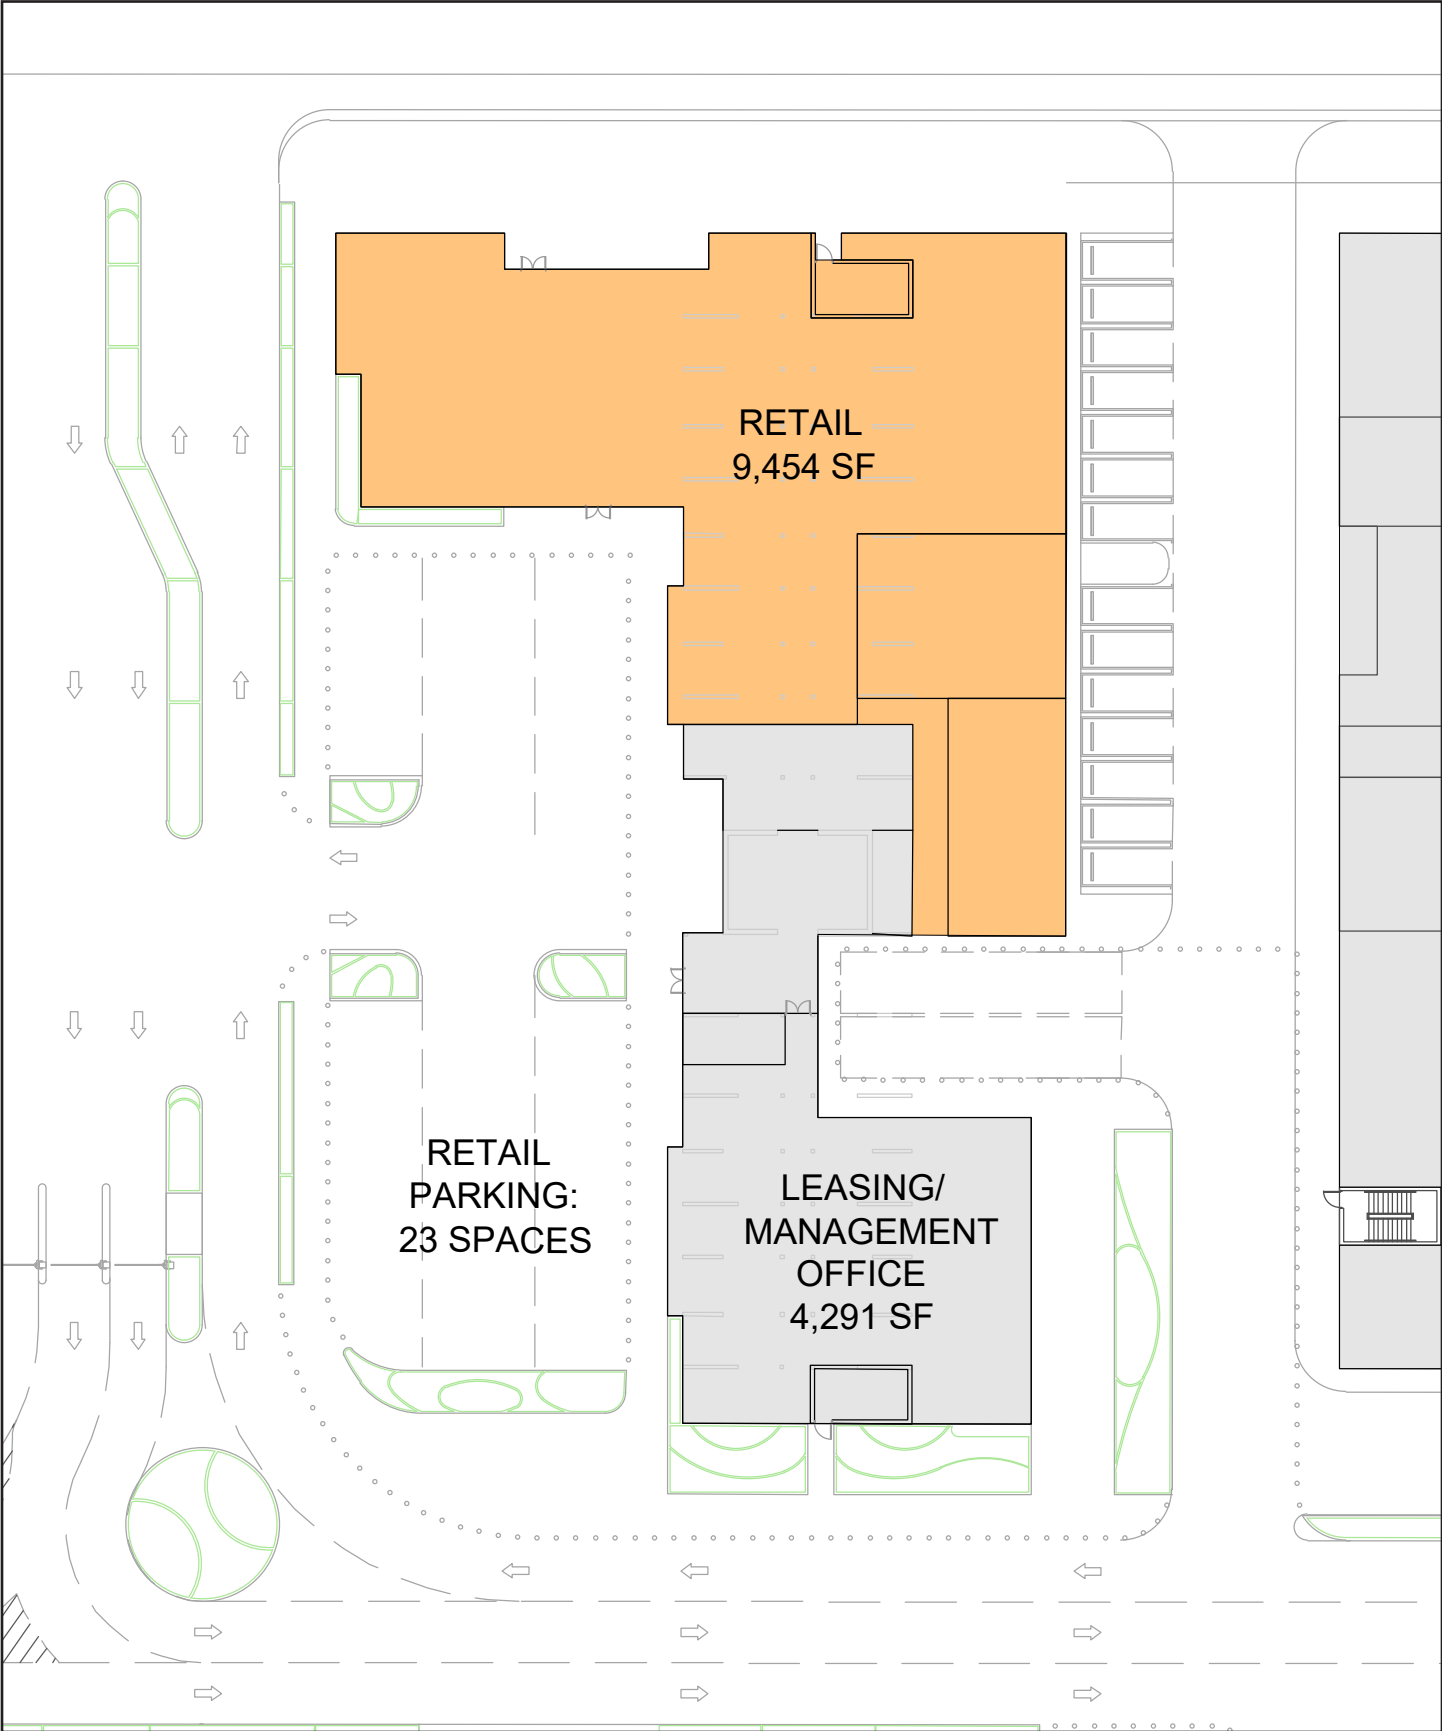 RETAIL
9,454 SF
RETAIL
PARKING:
23 SPACES
LEASING/
MANAGEMENT
OFFICE
4,291 SF